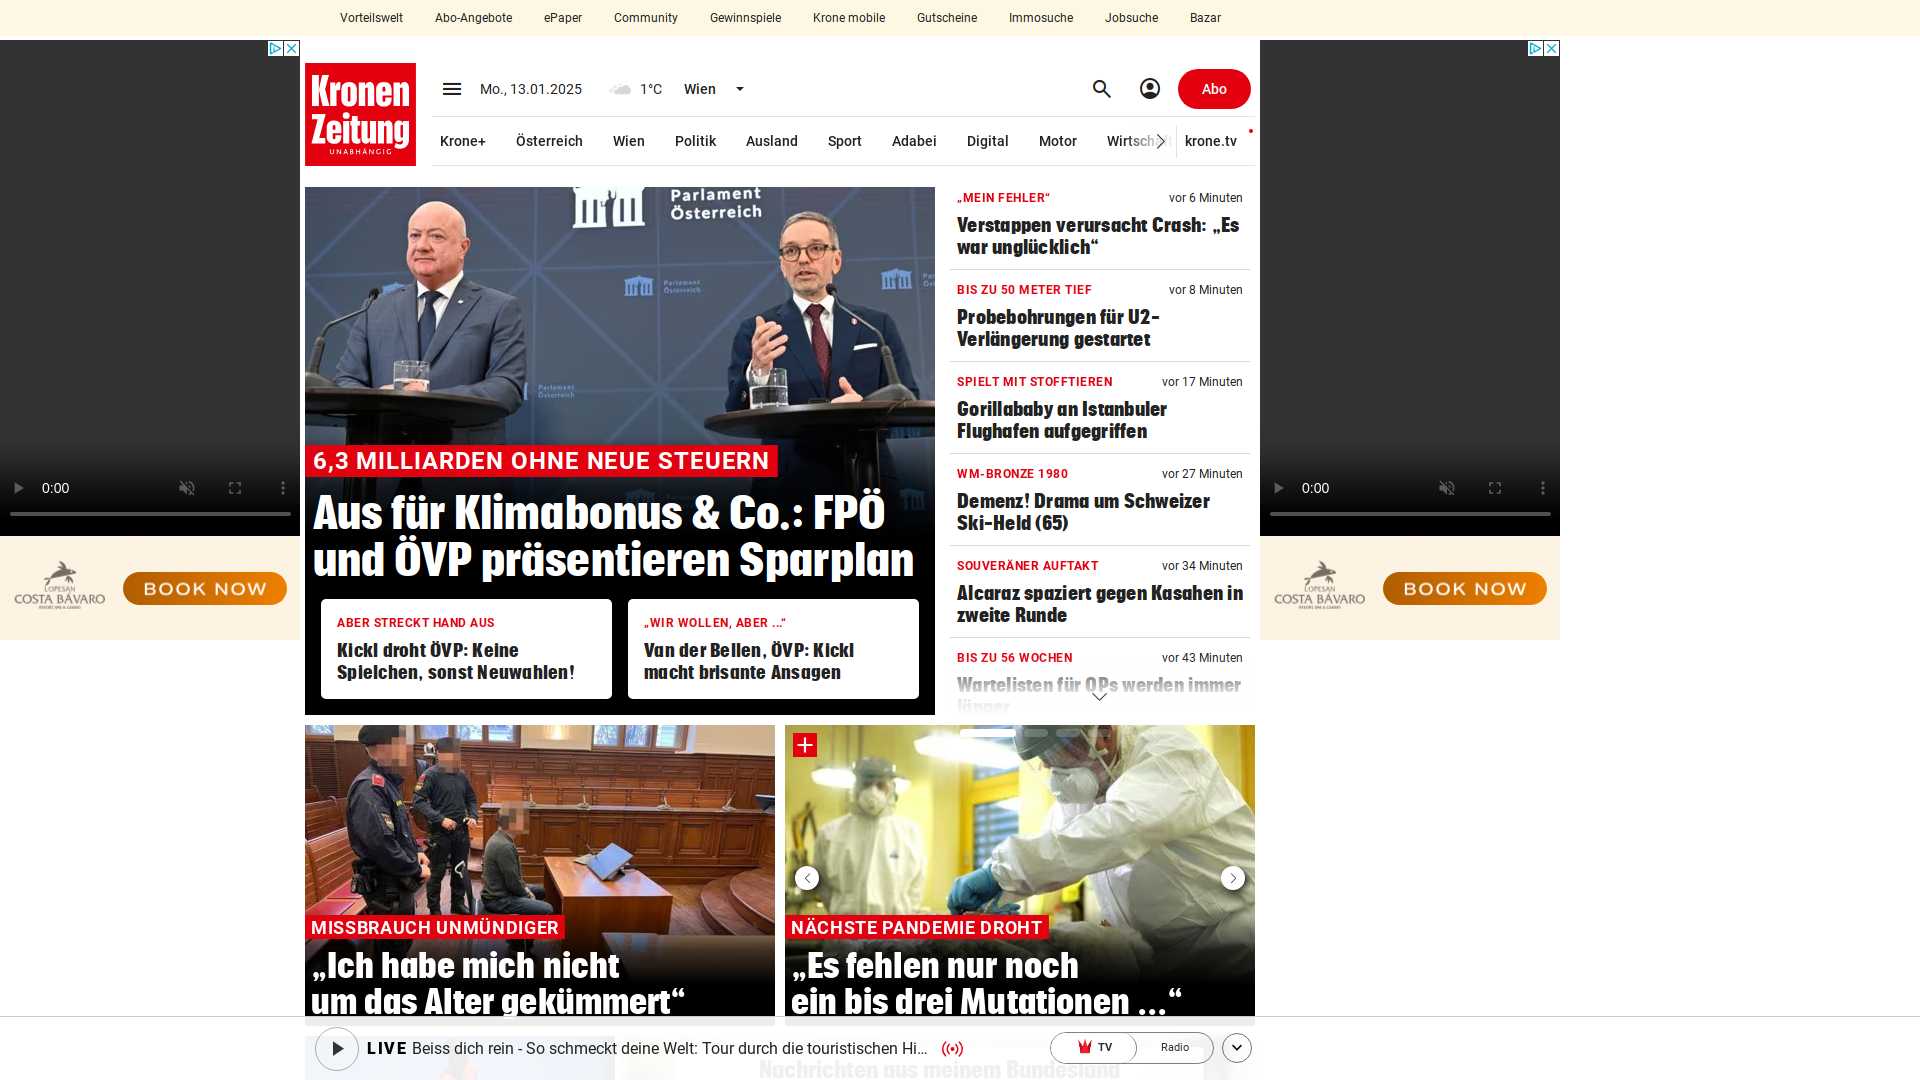 Vorteilswelt Abo-Angebote ePaper Community Gewinnspiele Krone mobile Gutscheine Immosuche Jobsuche Bazar
Kronen
Zeitung
UNABHÄNGIG
Mo., 13.01.2025 1°C Wien Abo
Krone+ Österreich Wien Politik Ausland Sport Adabei Digital Motor Wirtschaft krone.tv
Parlament
Österreich
Parlament
Österreich
Parlament
Österreich
6,3 MILLIARDEN OHNE NEUE STEUERN
Aus für Klimabonus & Co.: FPÖ
und ÖVP präsentieren Sparplan
ABER STRECKT HAND AUS
Kickl droht ÖVP: Keine
Spielchen, sonst Neuwahlen!
„WIR WOLLEN, ABER ...“
Van der Bellen, ÖVP: Kickl
macht brisante Ansagen
„MEIN FEHLER“ vor 6 Minuten
Verstappen verursacht Crash: „Es
war unglücklich“
BIS ZU 50 METER TIEF vor 8 Minuten
Probebohrungen für U2-
Verlängerung gestartet
SPIELT MIT STOFFTIEREN vor 17 Minuten
Gorillababy an Istanbuler
Flughafen aufgegriffen
WM-BRONZE 1980 vor 27 Minuten
Demenz! Drama um Schweizer
Ski-Held (65)
SOUVERÄNER AUFTAKT vor 34 Minuten
Alcaraz spaziert gegen Kasahen in
zweite Runde
BIS ZU 56 WOCHEN vor 43 Minuten
Wartelisten für OPs werden immer
länger
0:00
LOPESAN
COSTA BÁVARO
BOOK NOW
0:00
LOPESAN
COSTA BÁVARO
BOOK NOW
MISSBRAUCH UNMÜNDIGER
„Ich habe mich nicht
um das Alter gekümmert“
NÄCHSTE PANDEMIE DROHT
„Es fehlen nur noch
ein bis drei Mutationen ...“
LIVE Beiss dich rein - So schmeckt deine Welt: Tour durch die touristischen Hi... TV Radio
Nachrichten aus meinem Bundesland